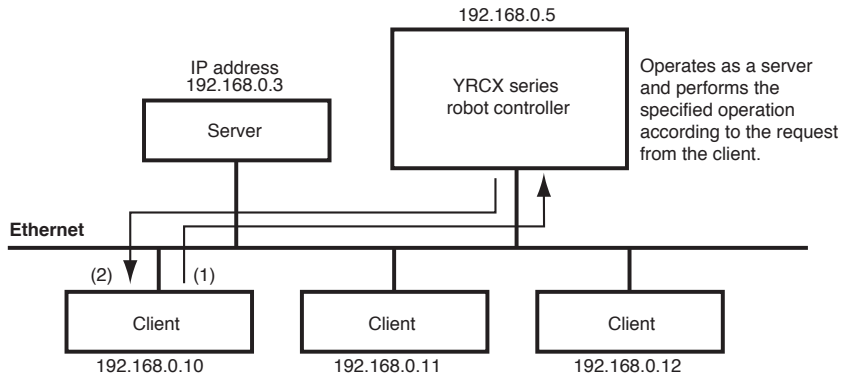 192.168.0.5
IP address
192.168.0.3
Server
YRCX series
robot controller
Operates as a server
and performs the
specified operation
according to the request
from the client.
Ethernet
(2)
(1)
Client
Client
Client
192.168.0.10
192.168.0.11
192.168.0.12